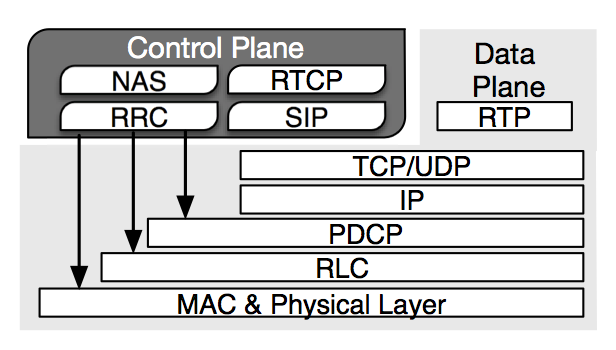 Control Plane
NAS
RTCP
RRC
SIP
Data
Plane
RTP
TCP/UDP
IP
PDCP
RLC
MAC & Physical Layer